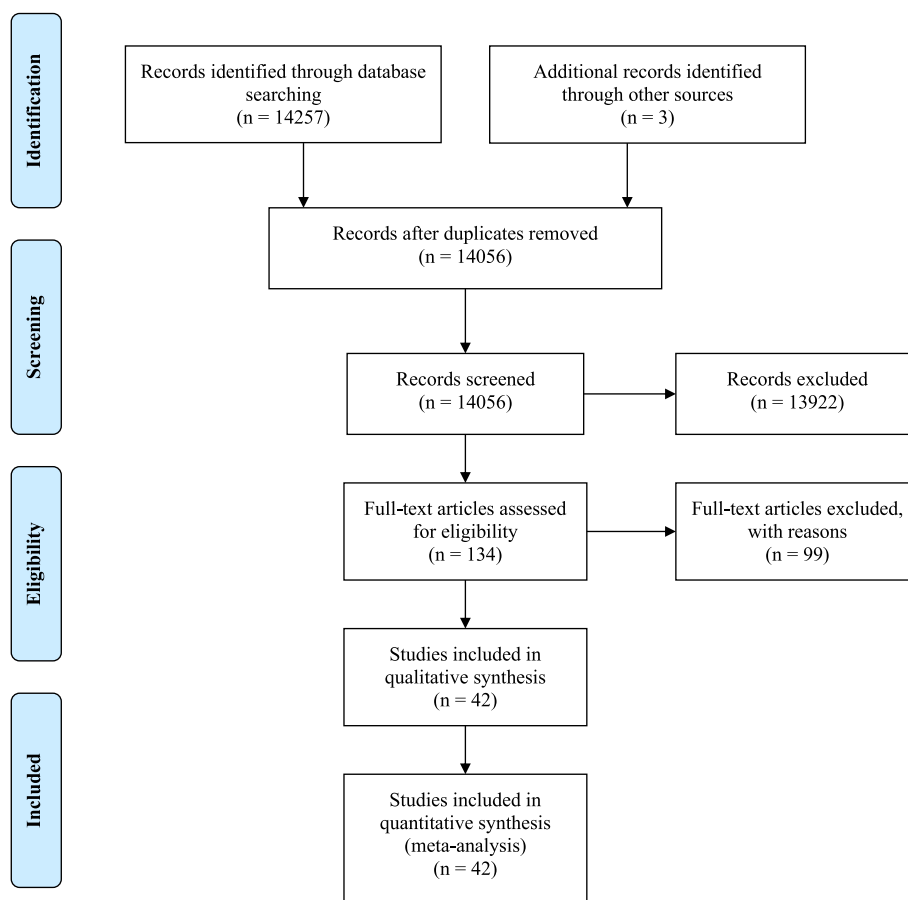 Identification
Records identified through database
searching
(n = 14257)
Additional records identified
through other sources
(n = 3)
Records after duplicates removed
(n = 14056)
Screening
Records screened
(n = 14056)
Records excluded
(n = 13922)
Eligibility
Full-text articles assessed
for eligibility
(n = 134)
Full-text articles excluded,
with reasons
(n = 99)
Studies included in
qualitative synthesis
(n = 42)
Included
Studies included in
quantitative synthesis
(meta-analysis)
(n = 42)